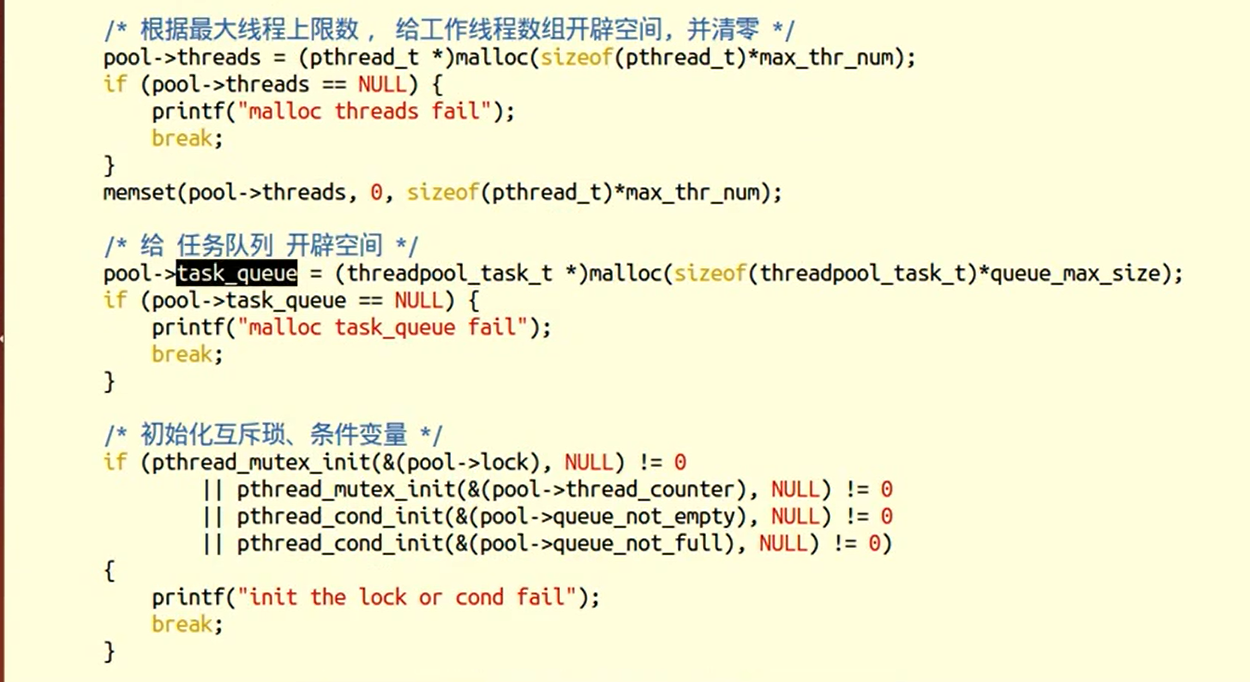 /* 根据最大线程上限数， 给工作线程数组开辟空间，并清零 */
pool->threads = (pthread_t *)malloc(sizeof(pthread_t)*max_thr_num);
if (pool->threads == NULL) {
printf("malloc threads fail");
break;
}
memset(pool->threads, 0, sizeof(pthread_t)*max_thr_num);
/* 给 任务队列 开辟空间 */
pool->task_queue = (threadpool_task_t *)malloc(sizeof(threadpool_task_t)*queue_max_size);
if (pool->task_queue == NULL) {
printf("malloc task_queue fail");
break;
}
/* 初始化互斥琐、条件变量 */
if (pthread_mutex_init(&(pool->lock), NULL) != 0
|| pthread_mutex_init(&(pool->thread_counter), NULL) != 0
|| pthread_cond_init(&(pool->queue_not_empty), NULL) != 0
|| pthread_cond_init(&(pool->queue_not_full), NULL) != 0)
{
printf("init the lock or cond fail");
break;
}